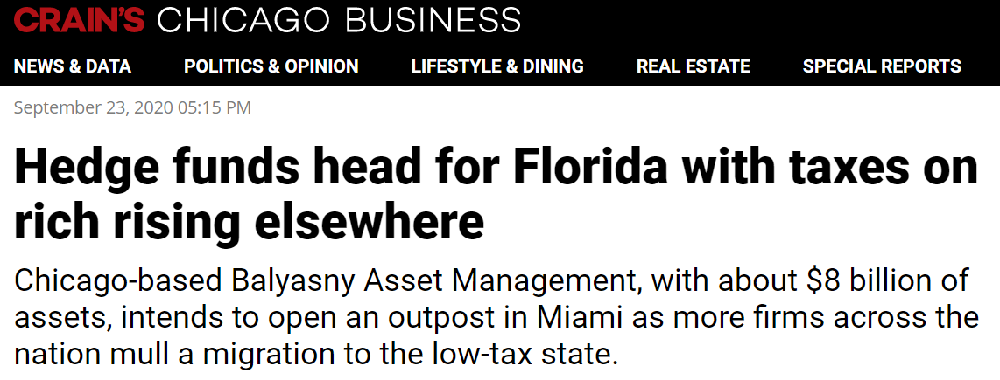 CRAIN'S CHICAGO BUSINESS
NEWS & DATA POLITICS & OPINION LIFESTYLE & DINING REAL ESTATE SPECIAL REPORTS
September 23, 2020 05:15 PM
Hedge funds head for Florida with taxes on
rich rising elsewhere
Chicago-based Balyasny Asset Management, with about $8 billion of
assets, intends to open an outpost in Miami as more firms across the
nation mull a migration to the low-tax state.